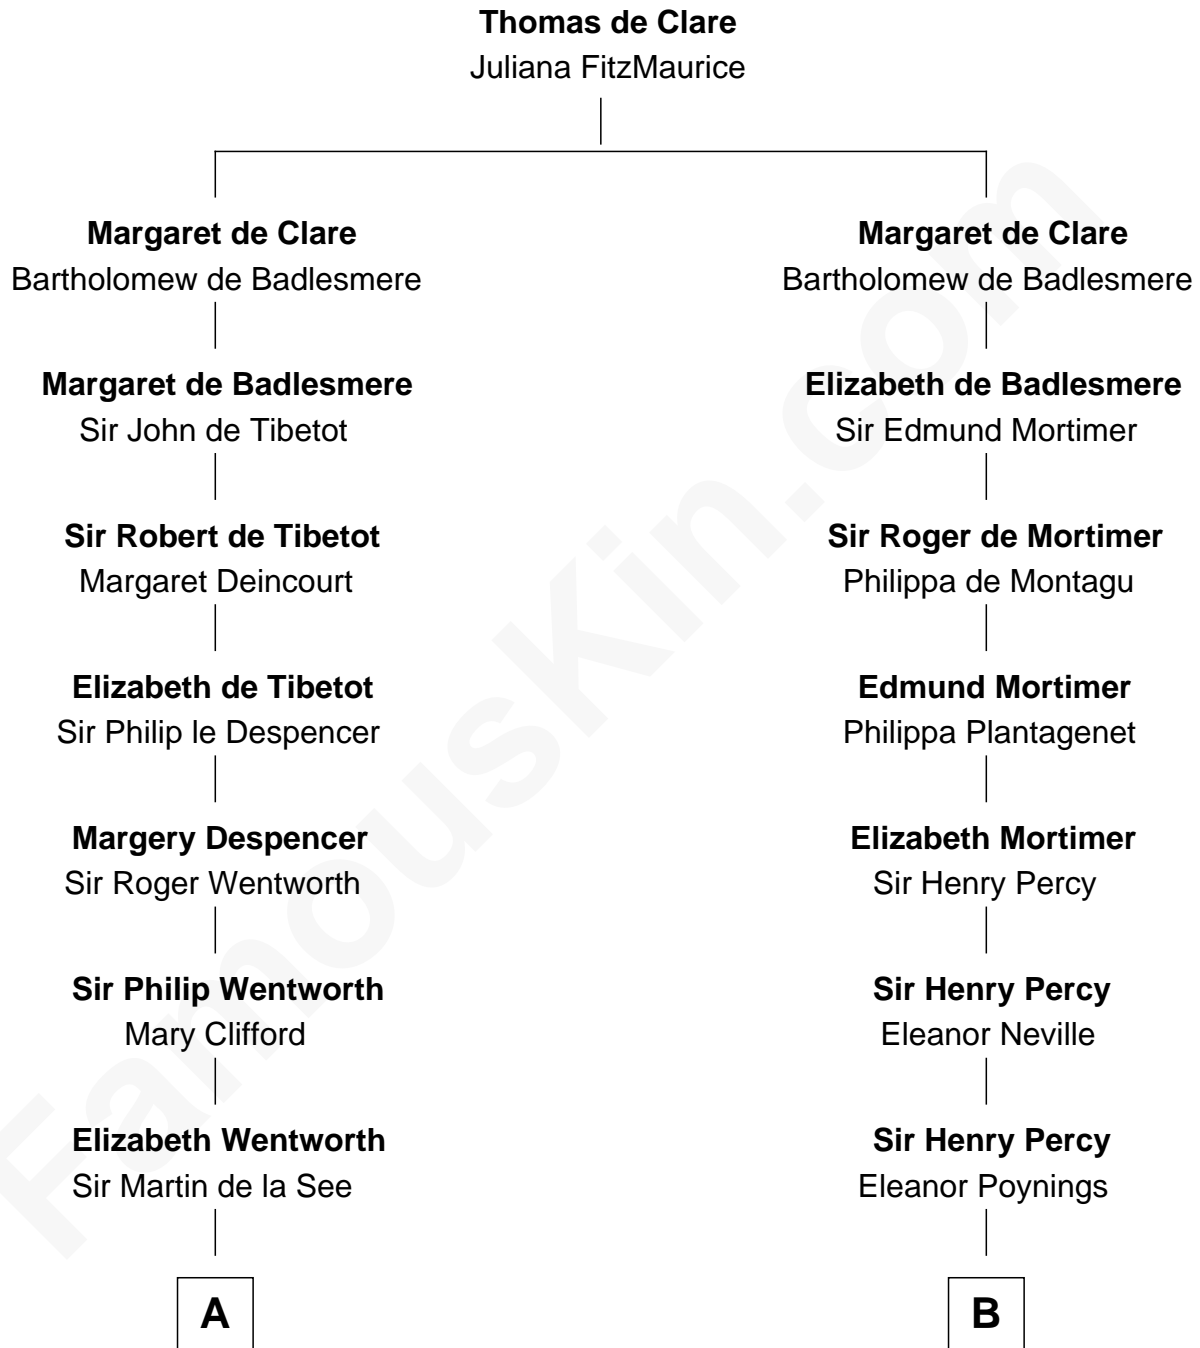 Thomas de Clare
Juliana FitzMaurice
Margaret de Clare
Bartholomew de Badlesmere
Margaret de Badlesmere
Sir John de Tibetot
Sir Robert de Tibetot
Margaret Deincourt
Elizabeth de Tibetot
Sir Philip le Despencer
Margery Despencer
Sir Roger Wentworth
Sir Philip Wentworth
Mary Clifford
Elizabeth Wentworth
Sir Martin de la See
A
Margaret de Clare
Bartholomew de Badlesmere
Elizabeth de Badlesmere
Sir Edmund Mortimer
Sir Roger de Mortimer
Philippa de Montagu
Edmund Mortimer
Philippa Plantagenet
Elizabeth Mortimer
Sir Henry Percy
Sir Henry Percy
Eleanor Neville
Sir Henry Percy
Eleanor Poynings
B
FamousKin.com